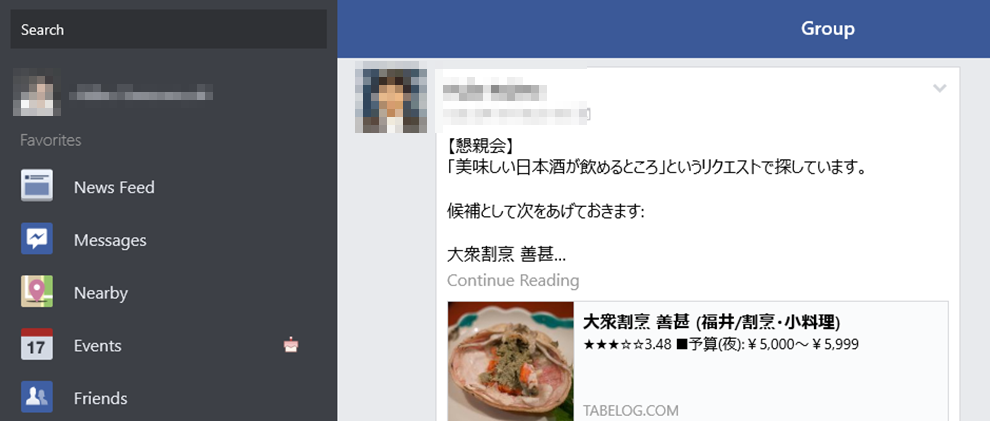 Search
Group
Favorites
News Feed
Messages
Nearby
17
Events
Friends
【懇親会】
「美味しい日本酒が飲めるところ」というリクエストで探しています。
候補として次をあげておきます:
大衆割烹 善甚...
Continue Reading
大衆割烹 善甚 (福井/割烹・小料理)
★★★☆☆3.48 ■予算(夜):￥5,000～￥5,999
TABELOG.COM